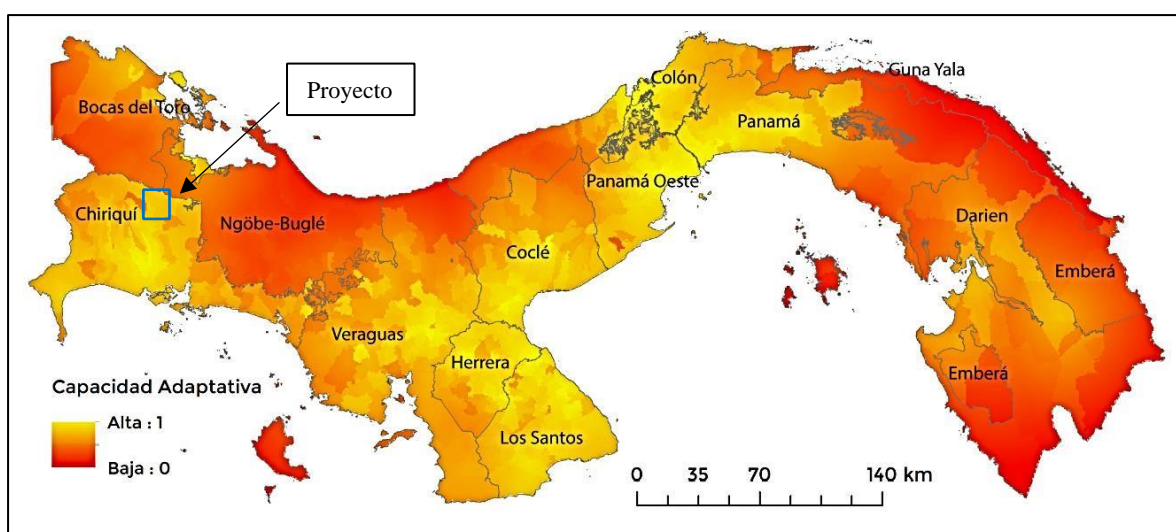 Proyecto
Bocas del Toro
Chiriquí
Ngöbe-Buglé
Veraguas
Herrera
Los Santos
Coclé
Colón
Panamá Oeste
Panamá
Guna Yala
Darien
Emberá
Emberá
Capacidad Adaptativa
Alta : 1
Baja : 0
0 35 70 140 km